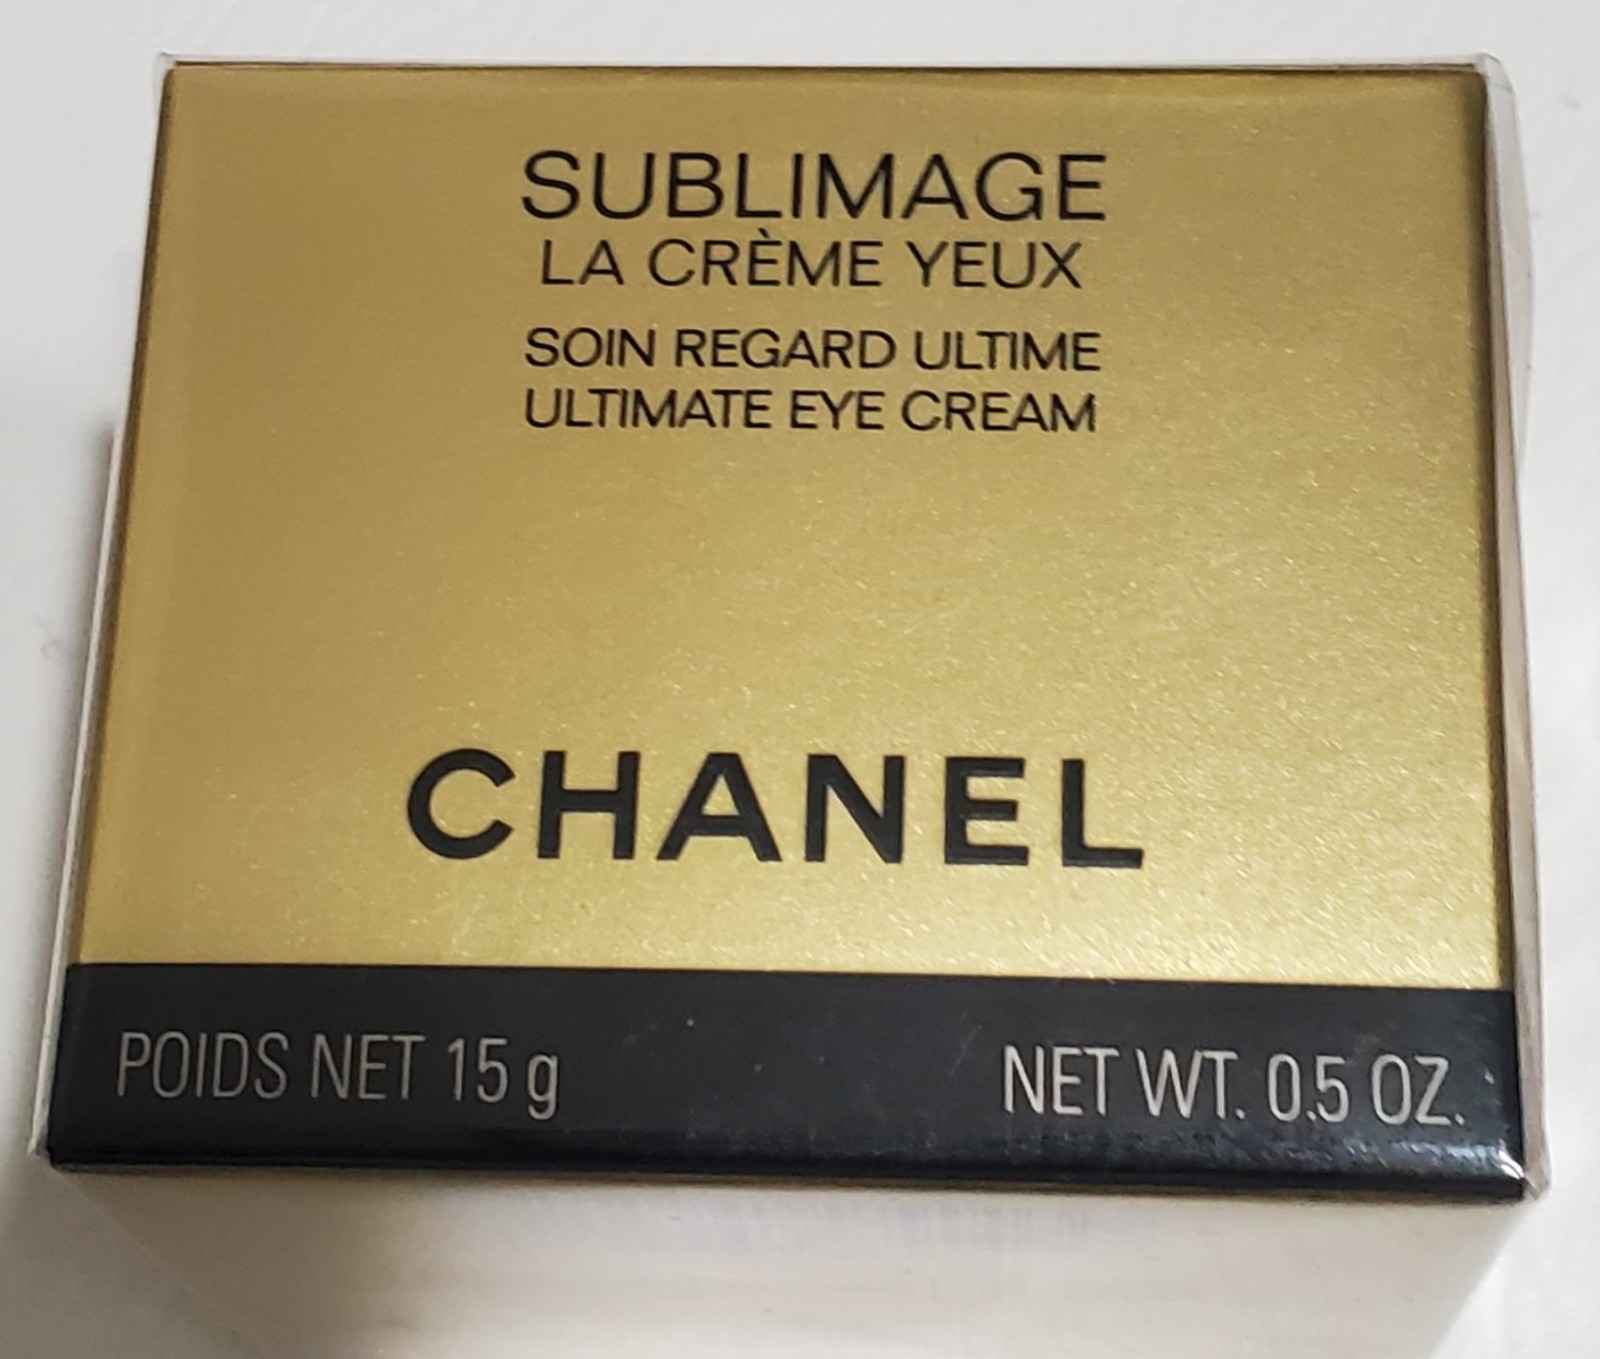 SUBLIMAGE
LA CRÈME YEUX
SOIN REGARD ULTIME
ULTIMATE EYE CREAM
CHANEL
POIDS NET 15 g NET WT. 0.5 OZ.